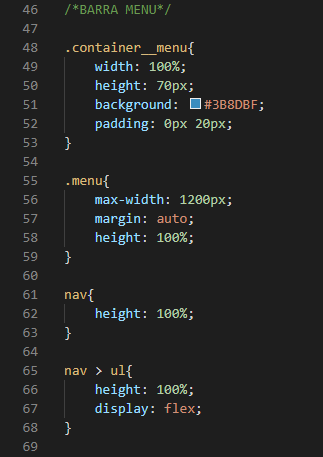 46 /*BARRA MENU*/
47
48 .container__menu{
49 width: 100%;
50 height: 70px;
51 background: #3B8DBF;
52 padding: 0px 20px;
53 }
54
55 .menu{
56 max-width: 1200px;
57 margin: auto;
58 height: 100%;
59 }
60
61 nav{
62 height: 100%;
63 }
64
65 nav > ul{
66 height: 100%;
67 display: flex;
68 }
69